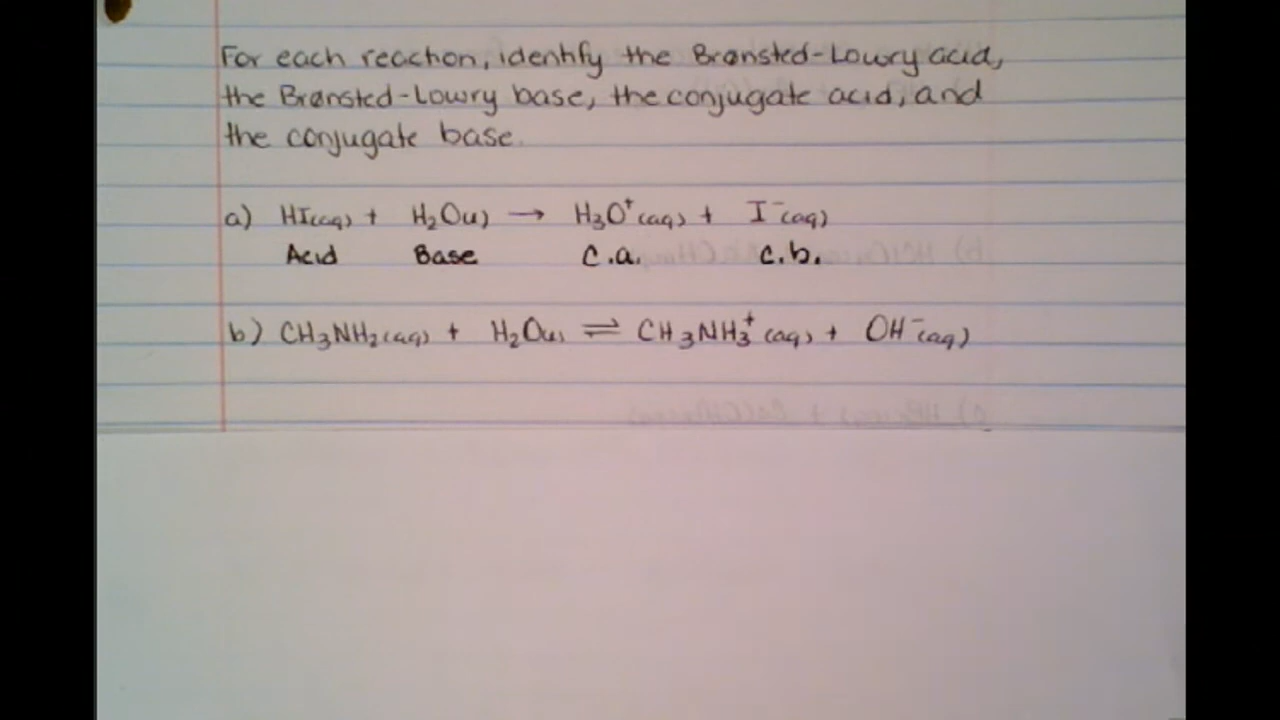 For each reaction, identify the Brønsted-Lowry acid,
the Brønsted-Lowry base, the conjugate acid, and
the conjugate base.
a) HI(aq) + H₂O(l) → H₃O⁺(aq) + I⁻(aq)
Acid Base C.a. C.b.
b) CH₃NH₂(aq) + H₂O(l) ⇌ CH₃NH₃⁺(aq) + OH⁻(aq)